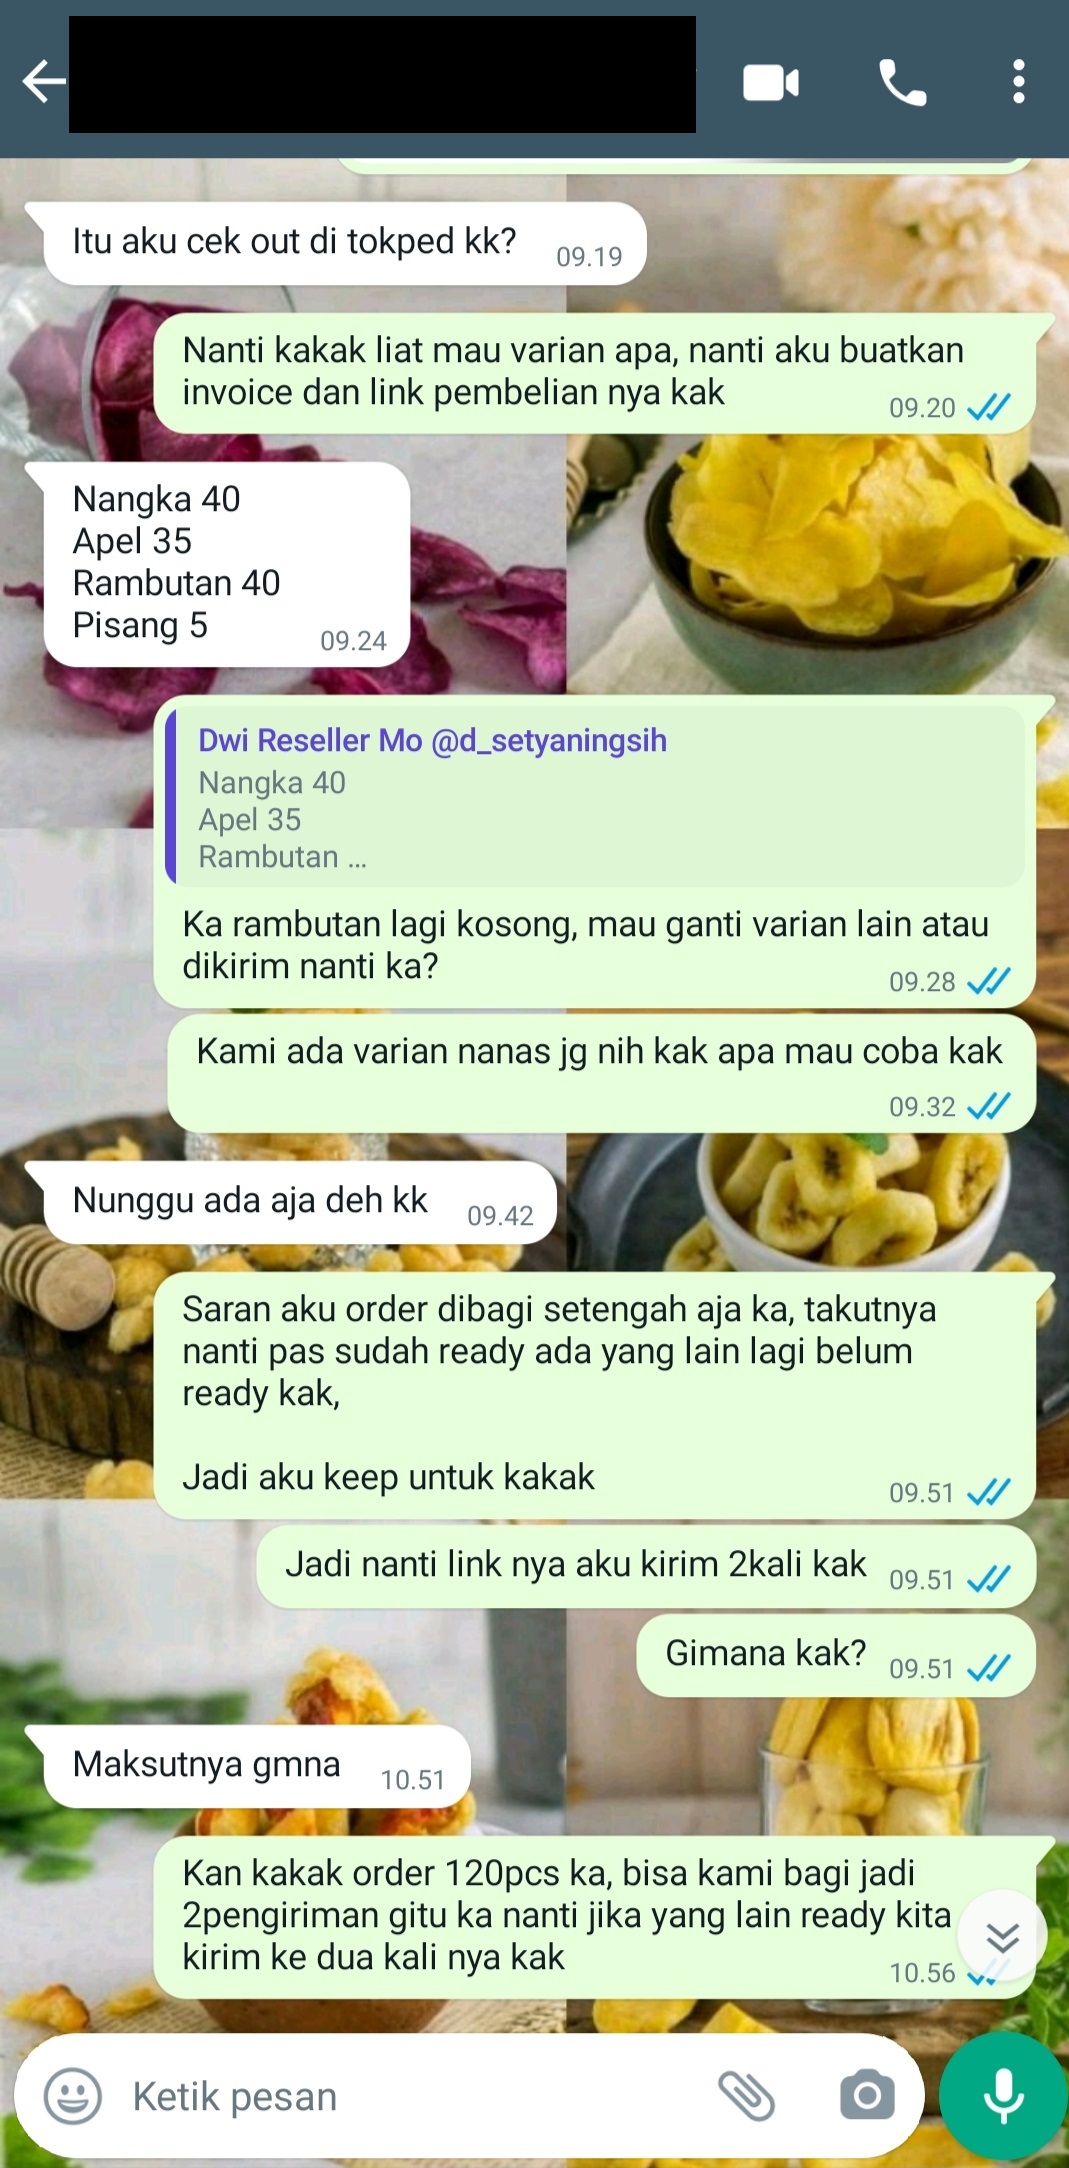 Itu aku cek out di tokped kk?
09.19
Nanti kakak liat mau varian apa, nanti aku buatkan
invoice dan link pembelian nya kak
09.20
Nangka 40
Apel 35
Rambutan 40
Pisang 5
09.24
Dwi Reseller Mo @d_setyaningsih
Nangka 40
Apel 35
Rambutan ...
Ka rambutan lagi kosong, mau ganti varian lain atau
dikirim nanti ka?
09.28
Kami ada varian nanas jg nih kak apa mau coba kak
09.32
Nunggu ada aja deh kk
09.42
Saran aku order dibagi setengah aja ka, takutnya
nanti pas sudah ready ada yang lain lagi belum
ready kak,
Jadi aku keep untuk kakak
09.51
Jadi nanti link nya aku kirim 2kali kak
09.51
Gimana kak?
09.51
Maksutnya gmna
10.51
Kan kakak order 120pcs ka, bisa kami bagi jadi
2pengiriman gitu ka nanti jika yang lain ready kita
kirim ke dua kali nya kak
10.56
Ketik pesan